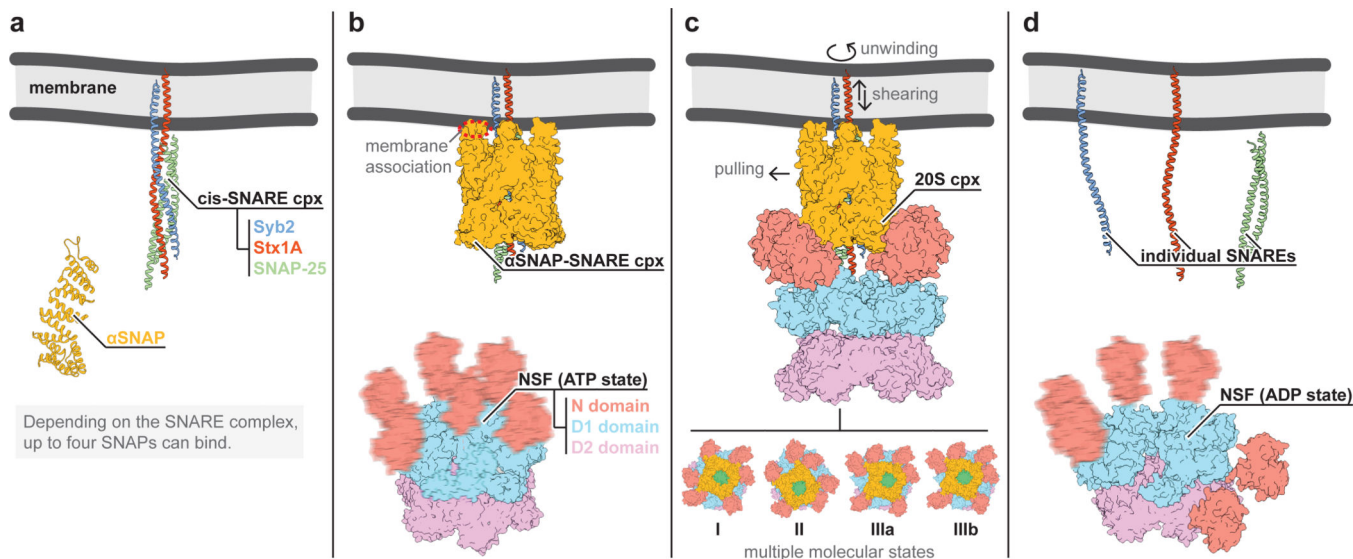 a
membrane
cis-SNARE cpx
Syb2
Stx1A
SNAP-25
αSNAP
Depending on the SNARE complex,
up to four SNAPs can bind.
b
membrane
association
αSNAP-SNARE cpx
NSF (ATP state)
N domain
D1 domain
D2 domain
c
unwinding
shearing
pulling
20S cpx
I
II
IIIa
IIIb
multiple molecular states
d
individual SNAREs
NSF (ADP state)